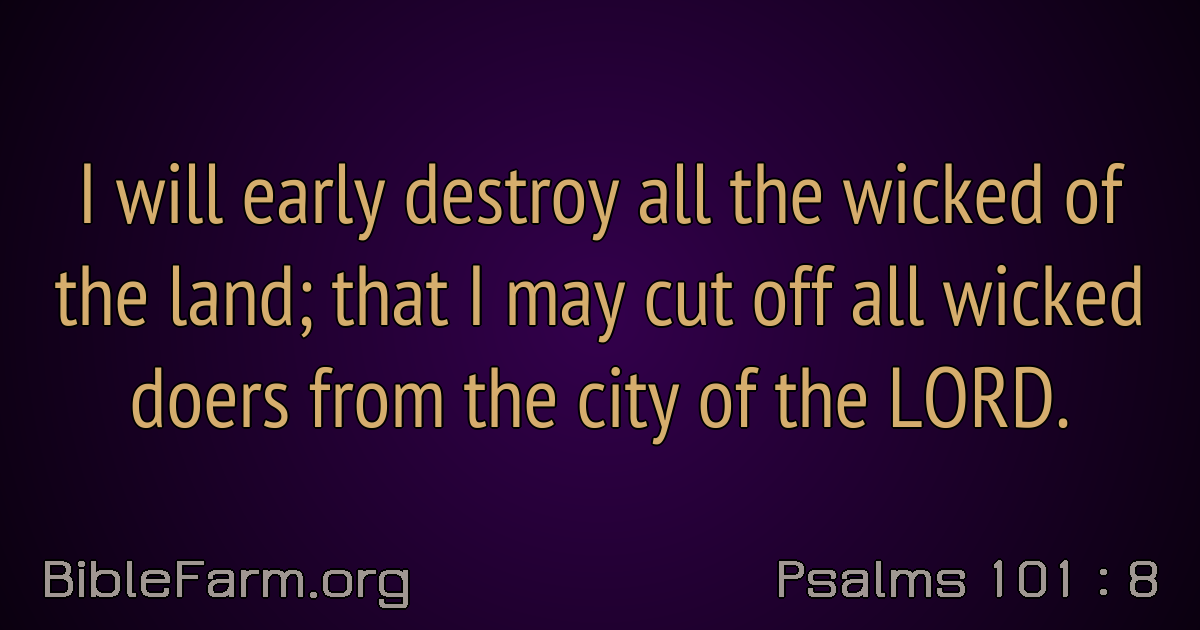 I will early destroy all the wicked of
the land; that I may cut off all wicked
doers from the city of the LORD.
BibleFarm.org
Psalms 101 : 8